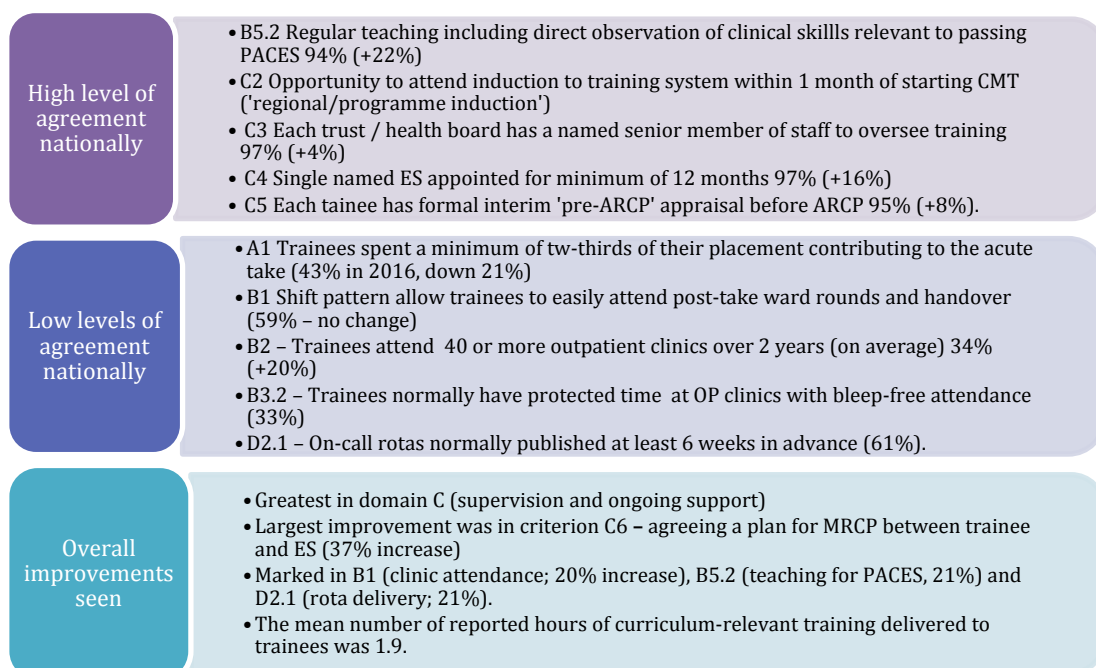 High level of
agreement
nationally
• B5.2 Regular teaching including direct observation of clinical skillls relevant to passing
PACES 94% (+22%)
• C2 Opportunity to attend induction to training system within 1 month of starting CMT
('regional/programme induction')
• C3 Each trust / health board has a named senior member of staff to oversee training
97% (+4%)
• C4 Single named ES appointed for minimum of 12 months 97% (+16%)
• C5 Each tainee has formal interim 'pre-ARCP' appraisal before ARCP 95% (+8%).
Low levels of
agreement
nationally
• A1 Trainees spent a minimum of tw-thirds of their placement contributing to the acute
take (43% in 2016, down 21%)
• B1 Shift pattern allow trainees to easily attend post-take ward rounds and handover
(59% – no change)
• B2 – Trainees attend 40 or more outpatient clinics over 2 years (on average) 34%
(+20%)
• B3.2 – Trainees normally have protected time at OP clinics with bleep-free attendance
(33%)
• D2.1 – On-call rotas normally published at least 6 weeks in advance (61%).
Overall
improvements
seen
• Greatest in domain C (supervision and ongoing support)
• Largest improvement was in criterion C6 – agreeing a plan for MRCP between trainee
and ES (37% increase)
• Marked in B1 (clinic attendance; 20% increase), B5.2 (teaching for PACES, 21%) and
D2.1 (rota delivery; 21%).
• The mean number of reported hours of curriculum-relevant training delivered to
trainees was 1.9.